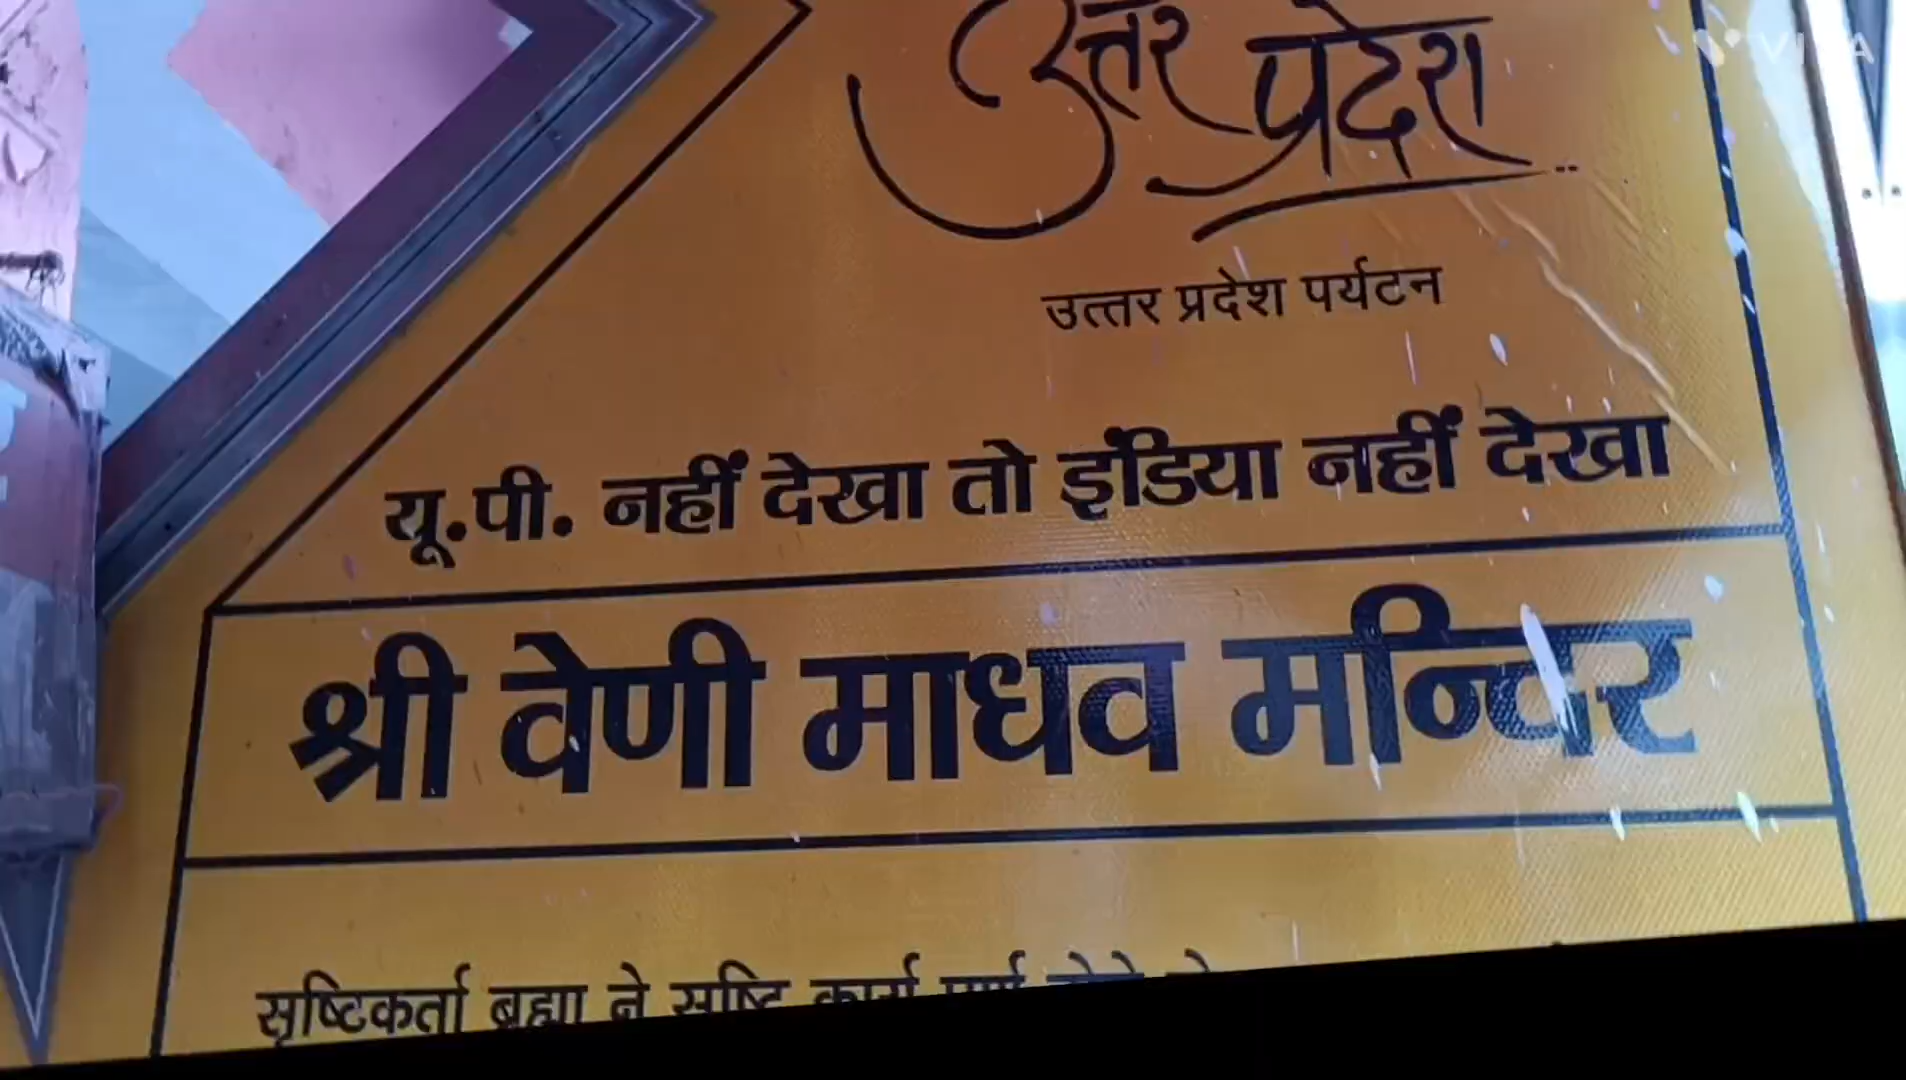 उत्तर प्रदेश..
उत्तर प्रदेश पर्यटन
यू.पी. नहीं देखा तो इंडिया नहीं देखा
श्री वेणी माधव मन्दिर
सृष्टिकर्ता ब्रह्मा ने सृष्टि कार्य पूर्ण होने